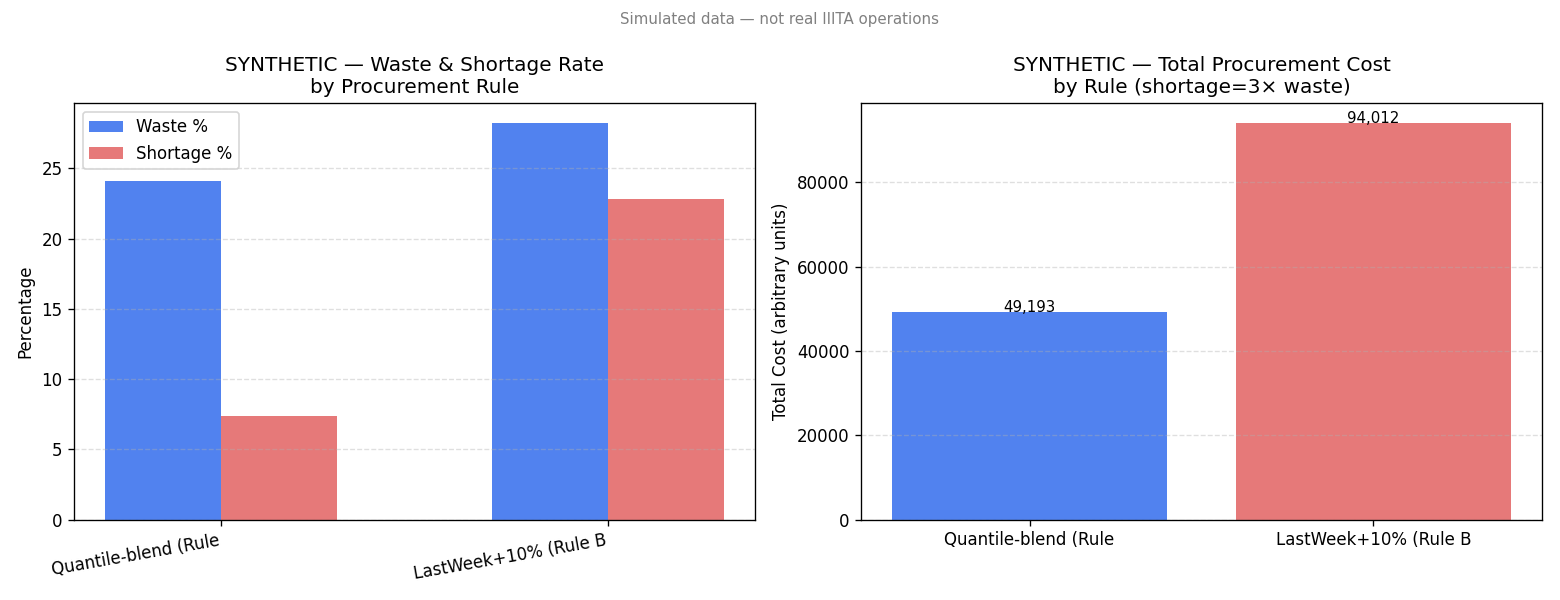 Simulated data — not real IIITA operations
SYNTHETIC — Waste & Shortage Rate
by Procurement Rule
Waste %
Shortage %
Percentage
25
20
15
10
5
0
Quantile-blend (Rule
LastWeek+10% (Rule B
SYNTHETIC — Total Procurement Cost
by Rule (shortage=3× waste)
Total Cost (arbitrary units)
80000
60000
40000
20000
0
49,193
94,012
Quantile-blend (Rule
LastWeek+10% (Rule B